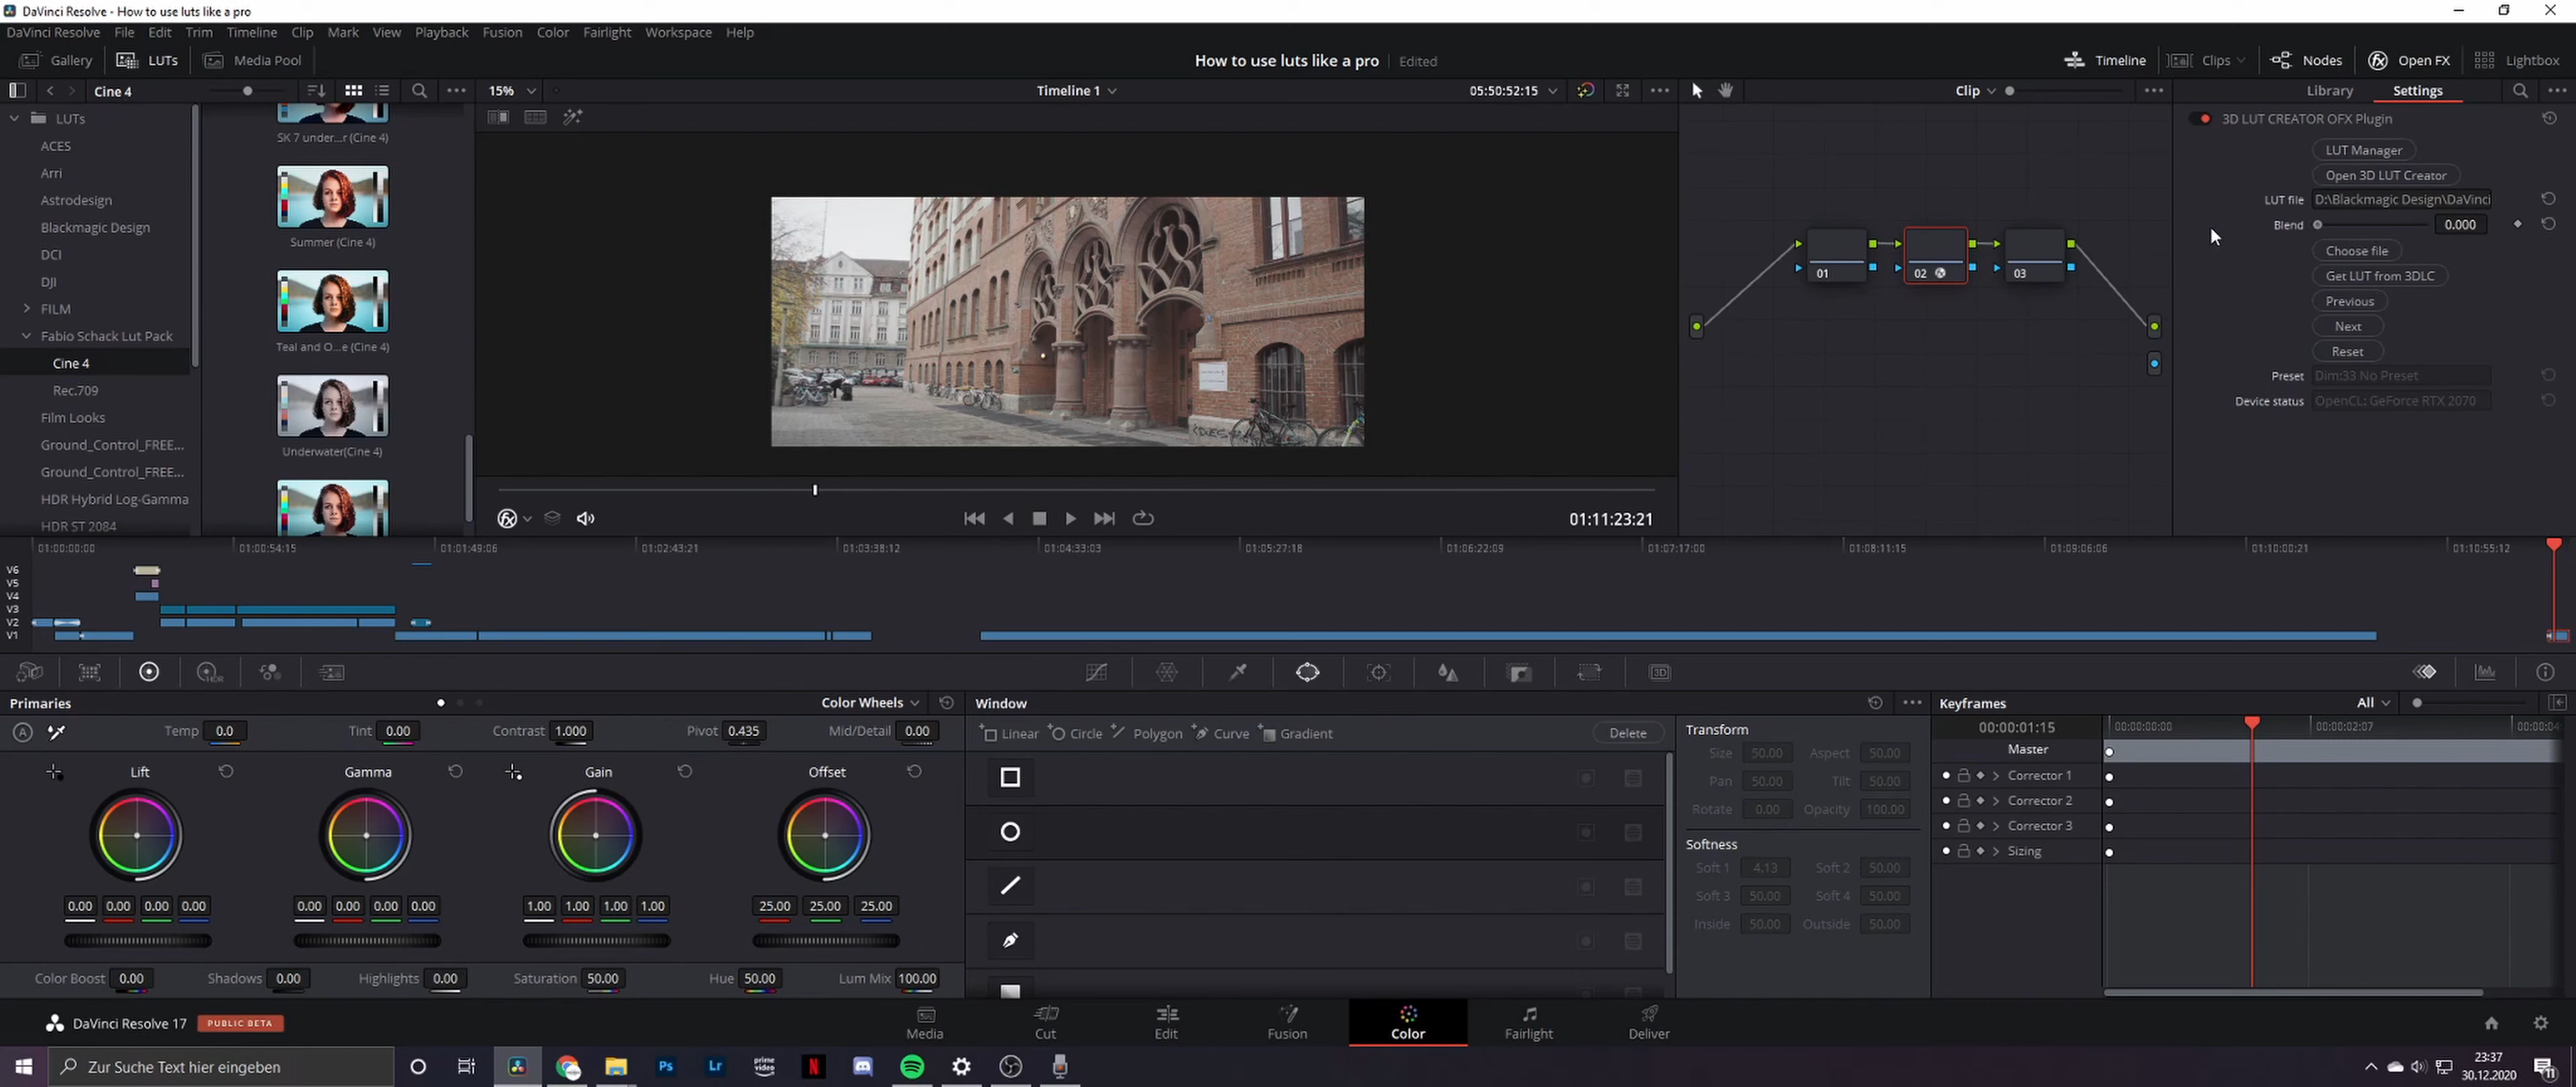 DaVinci Resolve - How to use luts like a pro
DaVinci Resolve File Edit Trim Timeline Clip Mark View Playback Fusion Color Fairlight Workspace Help
Gallery LUTs Media Pool
How to use luts like a pro Edited
Timeline Clips Nodes Open FX Lightbox
Cine 4
15%
Timeline 1
05:50:52:15
Clip
Library Settings
LUTs
ACES
Arri
Astrodesign
Blackmagic Design
DCI
DJI
FILM
Fabio Schack Lut Pack
Cine 4
Rec.709
Film Looks
Ground_Control_FREE...
Ground_Control_FREE...
HDR Hybrid Log-Gamma
HDR ST 2084
SK 7 under...r (Cine 4)
Summer (Cine 4)
Teal and O...e (Cine 4)
Underwater(Cine 4)
01:11:23:21
01 02 03
3D LUT CREATOR OFX Plugin
LUT Manager
Open 3D LUT Creator
LUT file D:\Blackmagic Design\DaVinci
Blend 0.000
Choose file
Get LUT from 3DLC
Previous
Next
Reset
Preset Dim:33 No Preset
Device status OpenCL: GeForce RTX 2070
01:00:00:00 01:00:54:15 01:01:49:06 01:02:43:21 01:03:38:12 01:04:33:03 01:05:27:18 01:06:22:09 01:07:17:00 01:08:11:15 01:09:06:06 01:10:00:21 01:10:55:12
V6
V5
V4
V3
V2
V1
HDR
3D
Primaries
Color Wheels
A
Temp 0.0 Tint 0.00 Contrast 1.000 Pivot 0.435 Mid/Detail 0.00
Lift Gamma Gain Offset
0.00 0.00 0.00 0.00 0.00 0.00 0.00 0.00 1.00 1.00 1.00 1.00 25.00 25.00 25.00
Color Boost 0.00 Shadows 0.00 Highlights 0.00 Saturation 50.00 Hue 50.00 Lum Mix 100.00
Window
Linear Circle Polygon Curve Gradient Delete
Transform
Size 50.00 Aspect 50.00
Pan 50.00 Tilt 50.00
Rotate 0.00 Opacity 100.00
Softness
Soft 1 4.13 Soft 2 50.00
Soft 3 50.00 Soft 4 50.00
Inside 50.00 Outside 50.00
Keyframes All
00:00:01:15 00:00:00:00 00:00:02:07 00:00:04
Master
Corrector 1
Corrector 2
Corrector 3
Sizing
DaVinci Resolve 17 PUBLIC BETA
Media Cut Edit Fusion Color Fairlight Deliver
Zur Suche Text hier eingeben
Ps Lr prime video N
23:37
30.12.2020
11